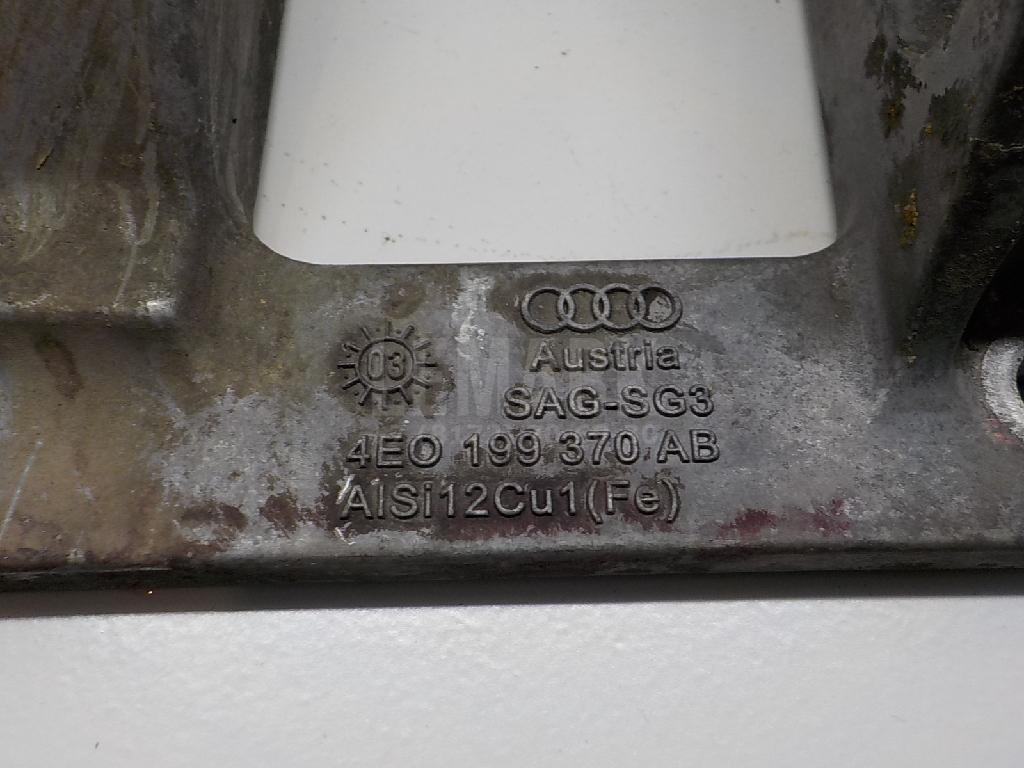 03
Austria
SAG-SG3
4E0 199 370 AB
AlSi12Cu1(Fe)